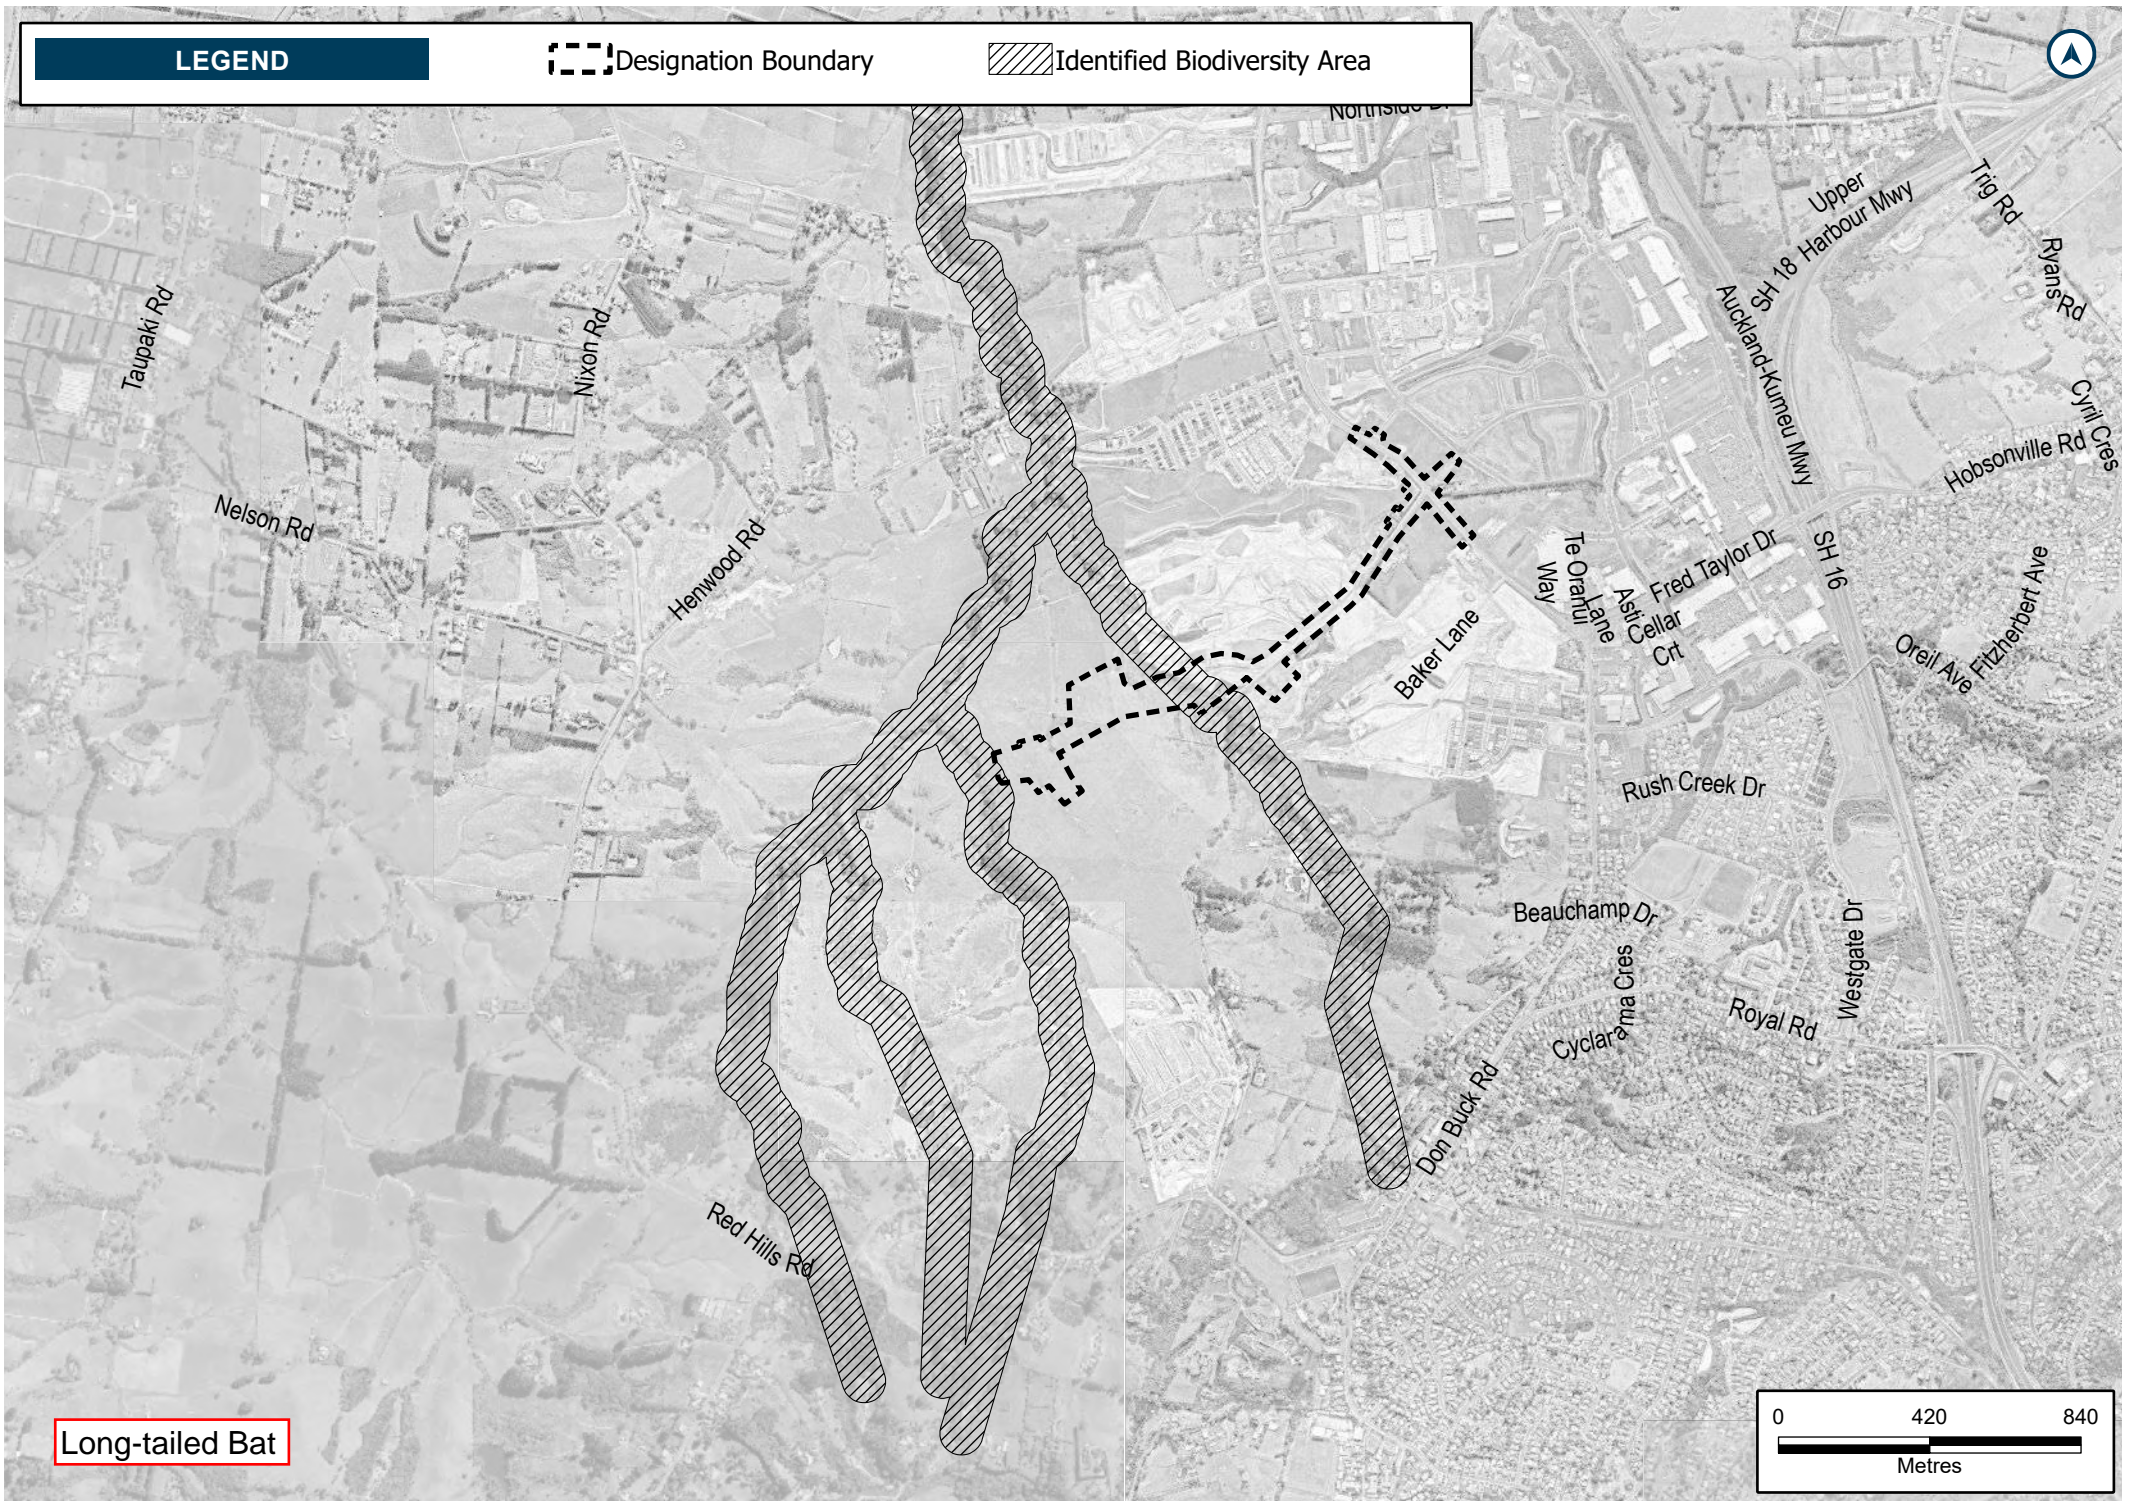 LEGEND
Designation Boundary
Identified Biodiversity Area
Upper
Harbour Mwy
SH 18
Trig Rd
Ryans Rd
Taupaki Rd
Nixon Rd
Auckland-Kumeu Mwy
Cyril Cres
Hobsonville Rd
Nelson Rd
Henwood Rd
Te Oranui
Way
Fred Taylor Dr
SH 16
Asti
Lane
Cellar
Crt
Baker Lane
Oreil Ave
Fitzherbert Ave
Rush Creek Dr
Beauchamp Dr
Westgate Dr
Cyclarama Cres
Royal Rd
Don Buck Rd
Red Hills Rd
Long-tailed Bat
0 420 840
Metres